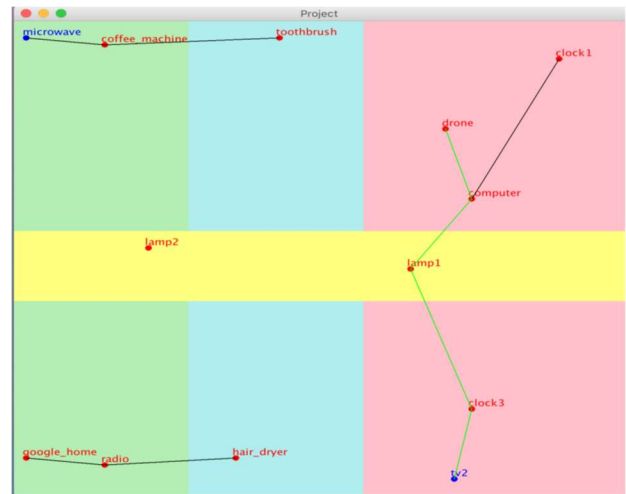 Project
microwave
coffee_machine
toothbrush
clock1
drone
computer
lamp2
lamp1
clock3
google_home
radio
hair_dryer
tv2